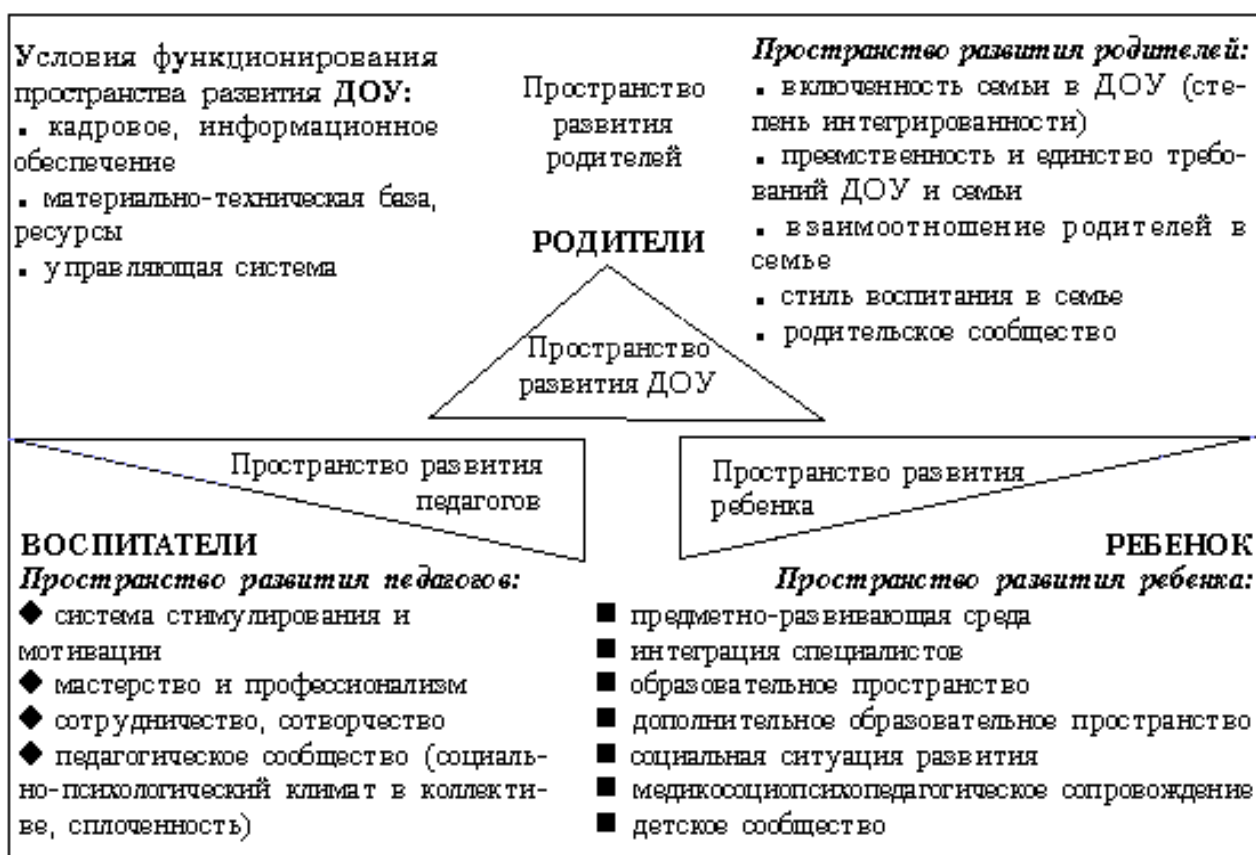 Условия функционирования
пространства развития ДОУ:
▪ кадровое, информационное
обеспечение
▪ материально-техническая база,
ресурсы
▪ управляющая система
Пространство
развития
родителей
РОДИТЕЛИ
Пространство развития родителей:
▪ включенность семьи в ДОУ (сте-
пень интегрированности)
▪ преемственность и единство требо-
ваний ДОУ и семьи
▪ взаимоотношение родителей в
семье
▪ стиль воспитания в семье
▪ родительское сообщество
Пространство
развития ДОУ
Пространство развития
педагогов
Пространство развития
ребенка
ВОСПИТАТЕЛИ
Пространство развития педагогов:
◆ система стимулирования и
мотивации
◆ мастерство и профессионализм
◆ сотрудничество, сотворчество
◆ педагогическое сообщество (социаль-
но-психологический климат в коллекти-
ве, сплоченность)
РЕБЕНОК
Пространство развития ребенка:
■ предметно-развивающая среда
■ интеграция специалистов
■ образовательное пространство
■ дополнительное образовательное пространство
■ социальная ситуация развития
■ медикосоциопсихопедагогическое сопровождение
■ детское сообщество